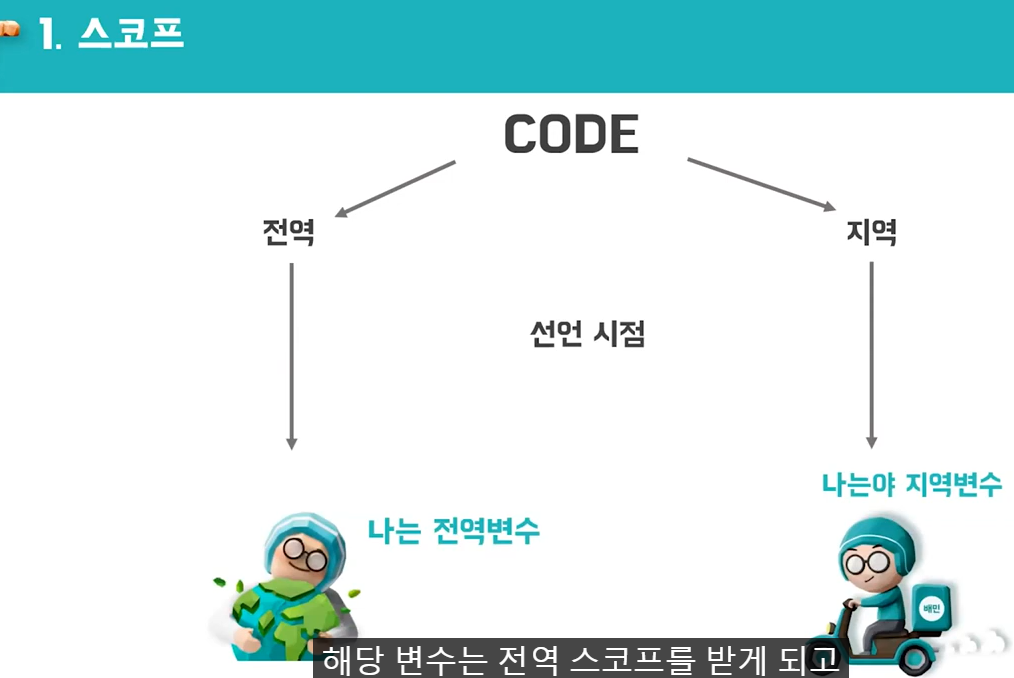 1. 스코프
CODE
전역
지역
선언 시점
나는야 지역변수
나는 전역변수
배민
해당 변수는 전역 스코프를 받게 되고